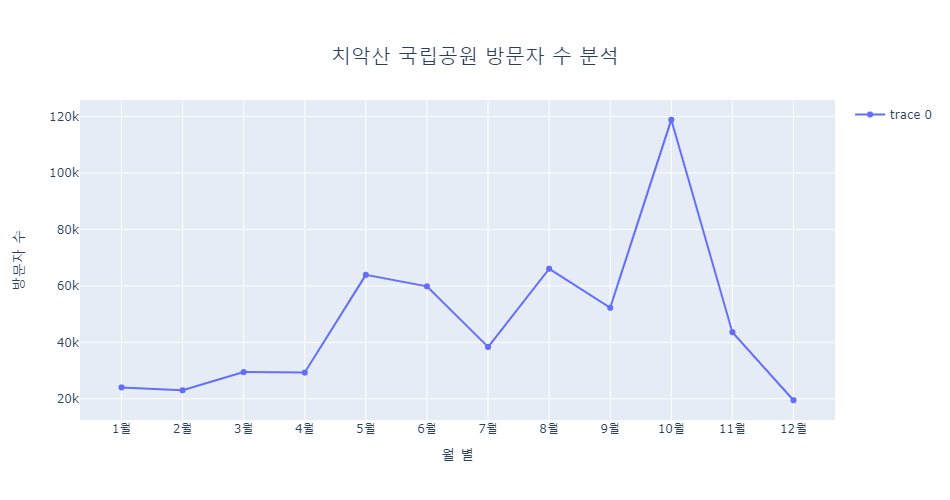 치악산 국립공원 방문자 수 분석
trace 0
120k
100k
80k
60k
40k
20k
방문자 수
1월 2월 3월 4월 5월 6월 7월 8월 9월 10월 11월 12월
월 별